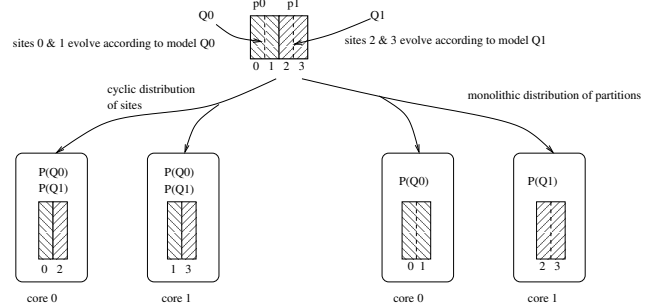 p0 p1
Q0 Q1
sites 0 & 1 evolve according to model Q0 sites 2 & 3 evolve according to model Q1
0 1 2 3
cyclic distribution
of sites
monolithic distribution of partitions
P(Q0) P(Q0) P(Q0) P(Q1)
P(Q1) P(Q1)
0 2 1 3 0 1 2 3
core 0 core 1 core 0 core 1